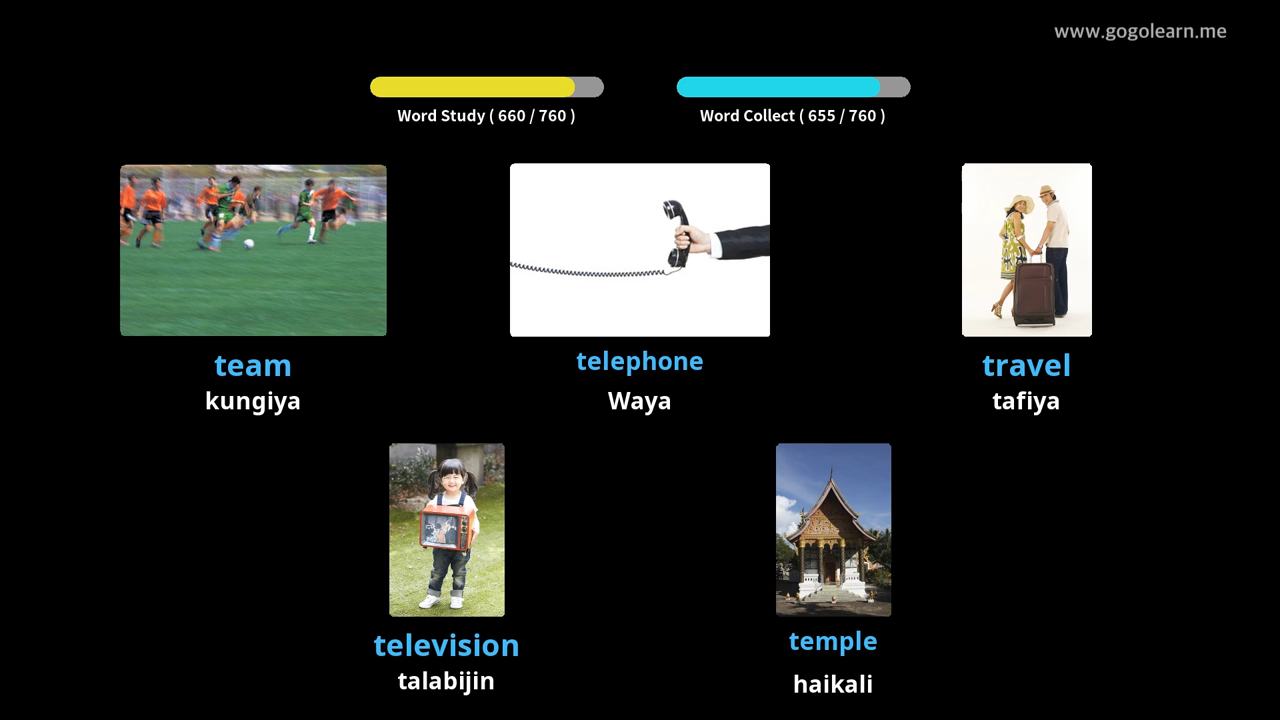 www.gogolearn.me
Word Study ( 660 / 760 )
Word Collect ( 655 / 760 )
team
kungiya
telephone
Waya
travel
tafiya
television
talabijin
temple
haikali